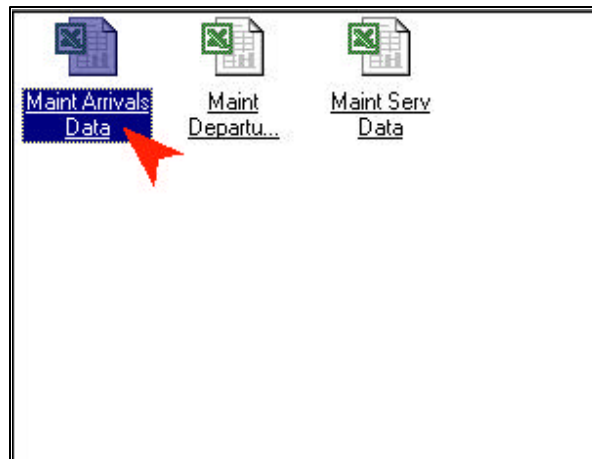 Maint Arrivals
Data
Maint
Departu...
Maint Serv
Data